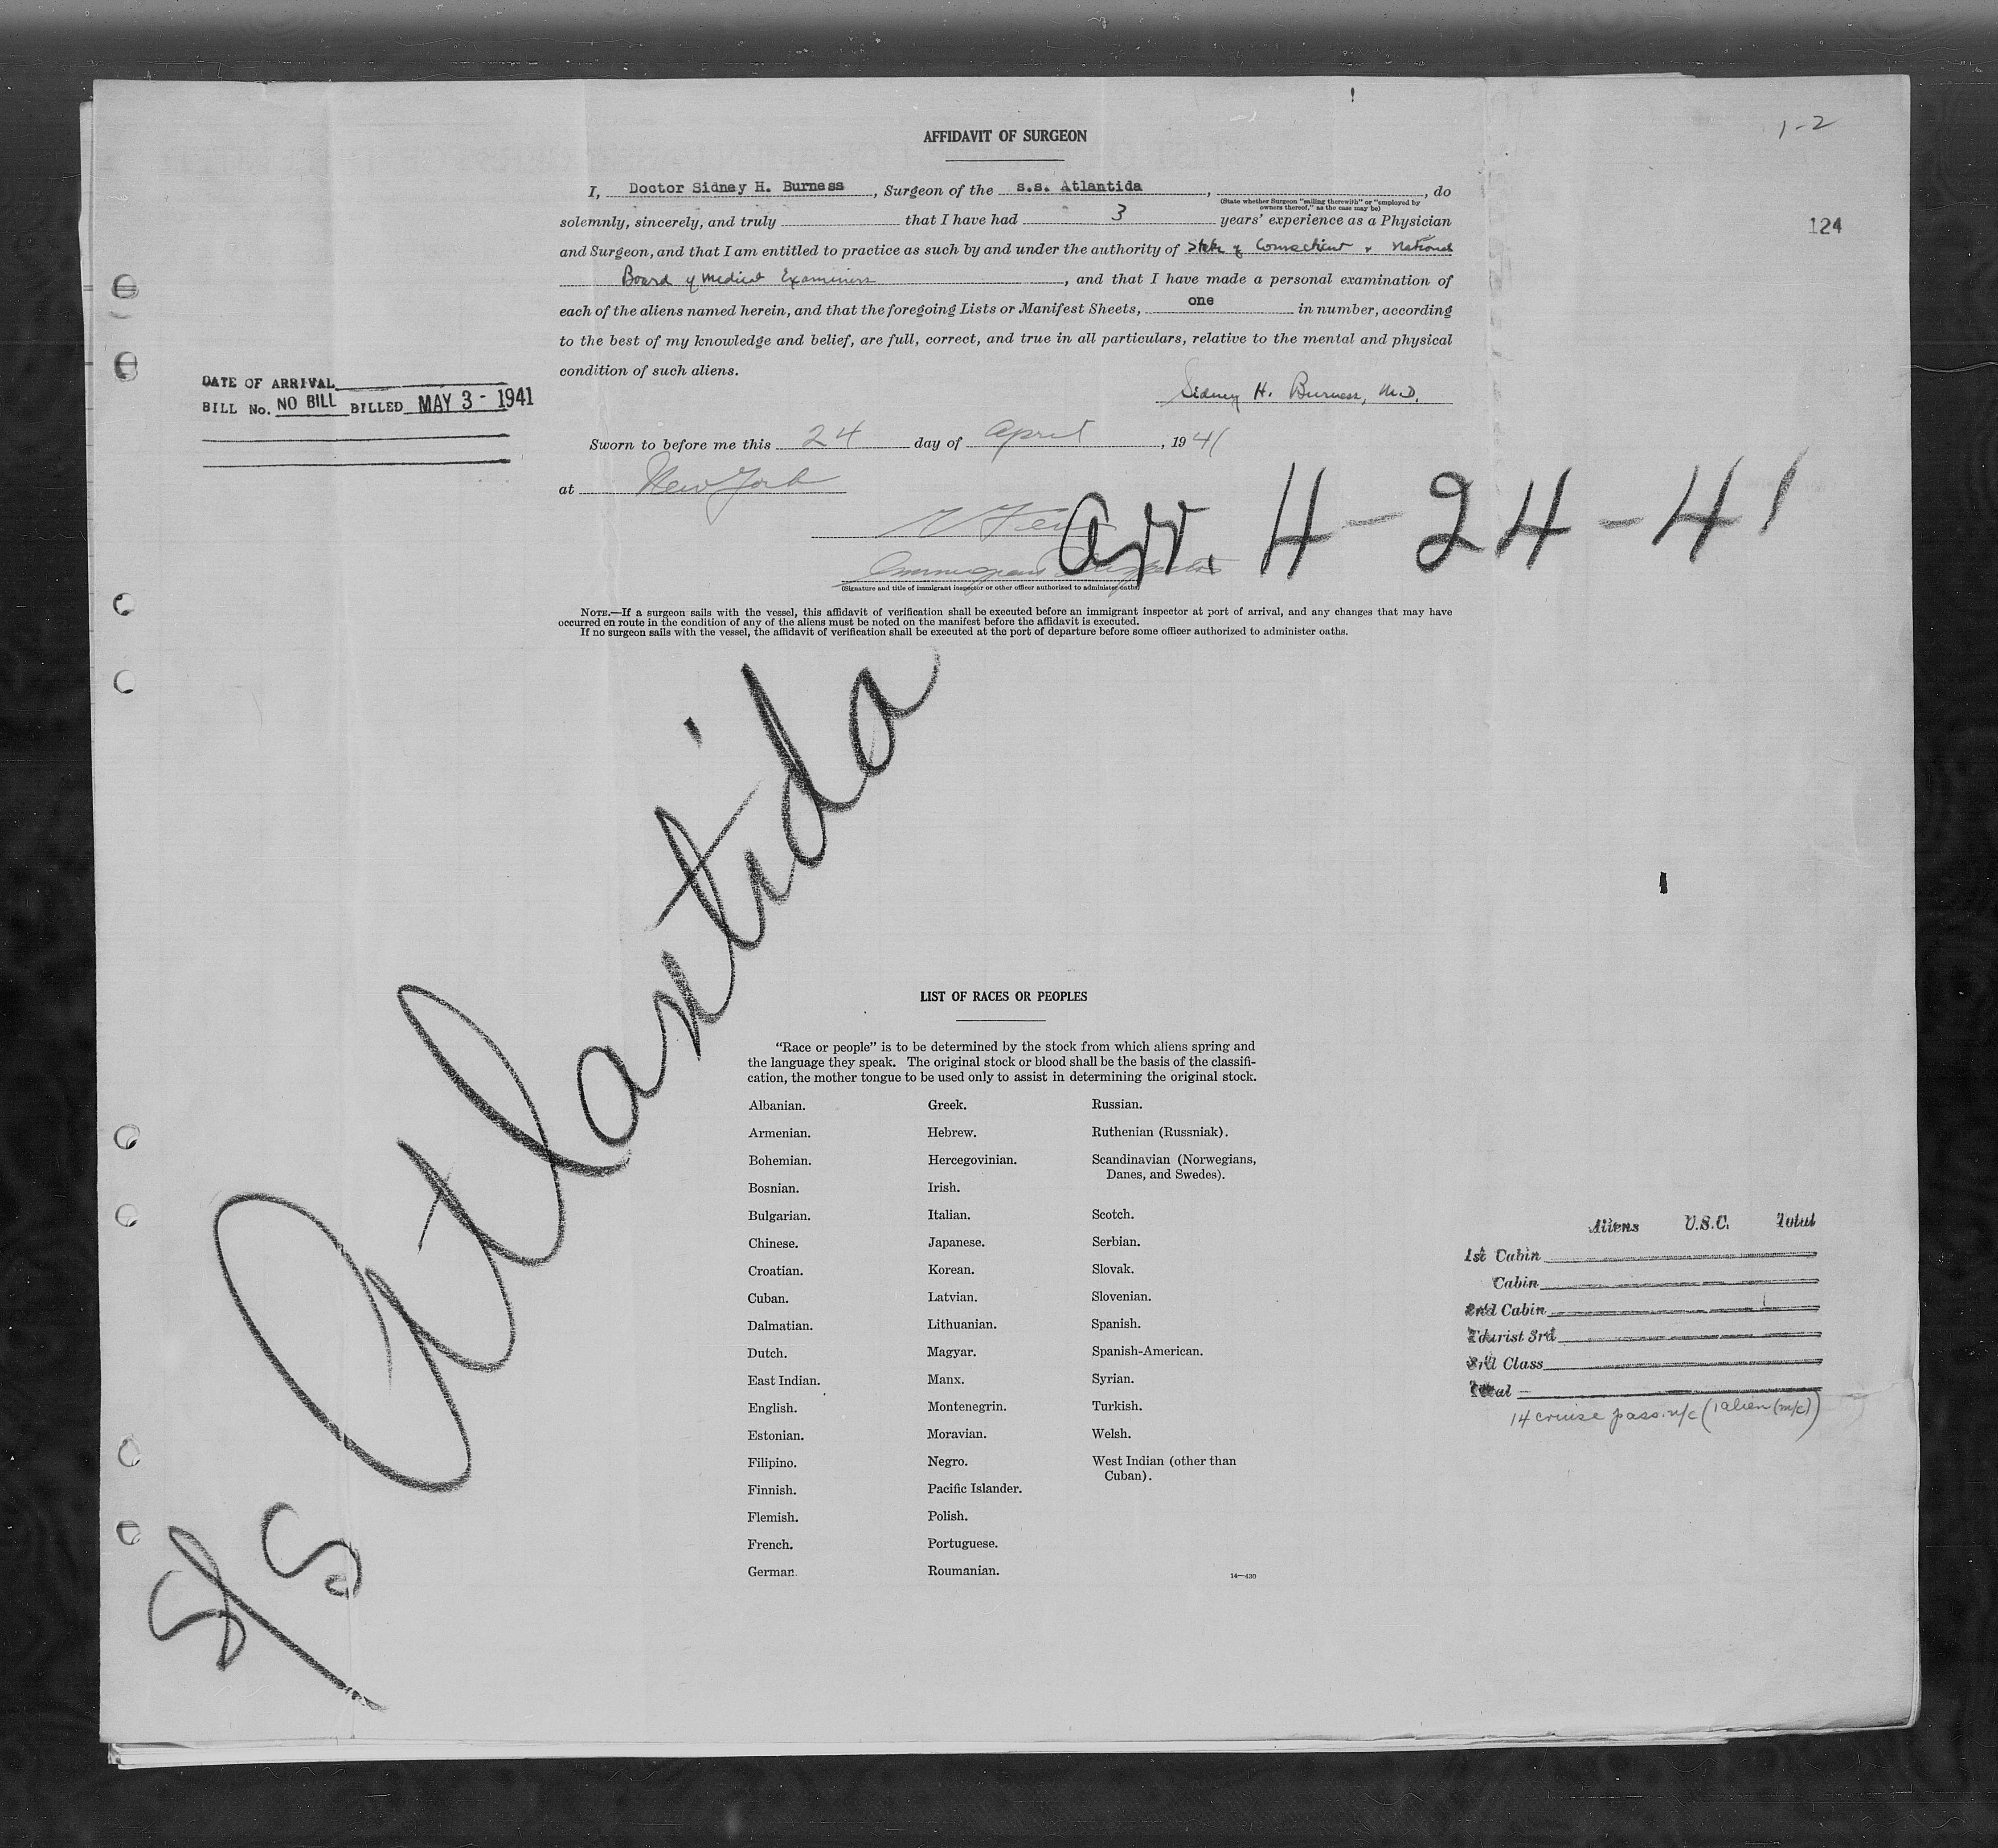 1-2
124
AFFIDAVIT OF SURGEON
I, Doctor Sidney H. Burness, Surgeon of the s.s. Atlantida, , do
(State whether Surgeon "sailing therewith" or "employed by
owners thereof," as the case may be)
solemnly, sincerely, and truly that I have had 3 years' experience as a Physician
and Surgeon, and that I am entitled to practice as such by and under the authority of State of Connecticut & National
Board of Medical Examiners, and that I have made a personal examination of
each of the aliens named herein, and that the foregoing Lists or Manifest Sheets, one in number, according
to the best of my knowledge and belief, are full, correct, and true in all particulars, relative to the mental and physical
condition of such aliens.
Sidney H. Burness, M.D.
DATE OF ARRIVAL
BILL No. NO BILL BILLED MAY 3 - 1941
Sworn to before me this 24 day of April, 1941
at New York
Arr. 4-24-41
Immigrant Inspector
(Signature and title of immigrant inspector or other officer authorized to administer oaths)
NOTE.—If a surgeon sails with the vessel, this affidavit of verification shall be executed before an immigrant inspector at port of arrival, and any changes that may have
occurred en route in the condition of any of the aliens must be noted on the manifest before the affidavit is executed.
If no surgeon sails with the vessel, the affidavit of verification shall be executed at the port of departure before some officer authorized to administer oaths.
S/S Atlantida
LIST OF RACES OR PEOPLES
"Race or people" is to be determined by the stock from which aliens spring and
the language they speak. The original stock or blood shall be the basis of the classifi-
cation, the mother tongue to be used only to assist in determining the original stock.
Albanian.
Armenian.
Bohemian.
Bosnian.
Bulgarian.
Chinese.
Croatian.
Cuban.
Dalmatian.
Dutch.
East Indian.
English.
Estonian.
Filipino.
Finnish.
Flemish.
French.
German.
Greek.
Hebrew.
Hercegovinian.
Irish.
Italian.
Japanese.
Korean.
Latvian.
Lithuanian.
Magyar.
Manx.
Montenegrin.
Moravian.
Negro.
Pacific Islander.
Polish.
Portuguese.
Roumanian.
Russian.
Ruthenian (Russniak).
Scandinavian (Norwegians,
Danes, and Swedes).
Scotch.
Serbian.
Slovak.
Slovenian.
Spanish.
Spanish-American.
Syrian.
Turkish.
Welsh.
West Indian (other than
Cuban).
14—430
Aliens U.S.C. Total
1st Cabin
Cabin
2nd Cabin
Tourist 3rd
3rd Class
Total
14 cruise pass. n/c (1 alien (n/c))